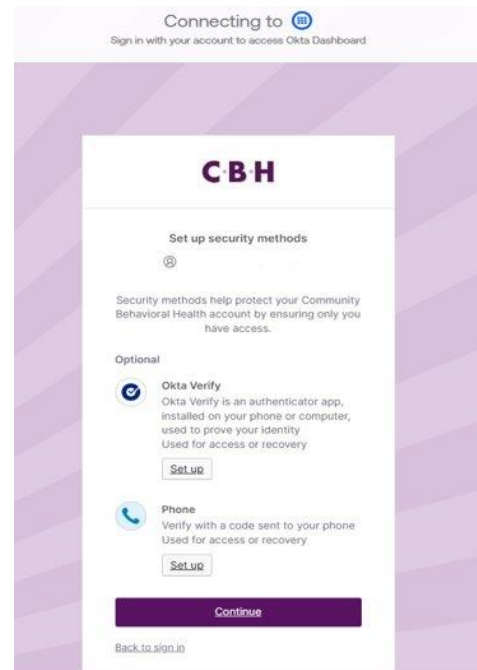 Connecting to
Sign in with your account to access Okta Dashboard
C·B·H
Set up security methods
Security methods help protect your Community
Behavioral Health account by ensuring only you
have access.
Optional
Okta Verify
Okta Verify is an authenticator app,
installed on your phone or computer,
used to prove your identity
Used for access or recovery
Set up
Phone
Verify with a code sent to your phone
Used for access or recovery
Set up
Continue
Back to sign in